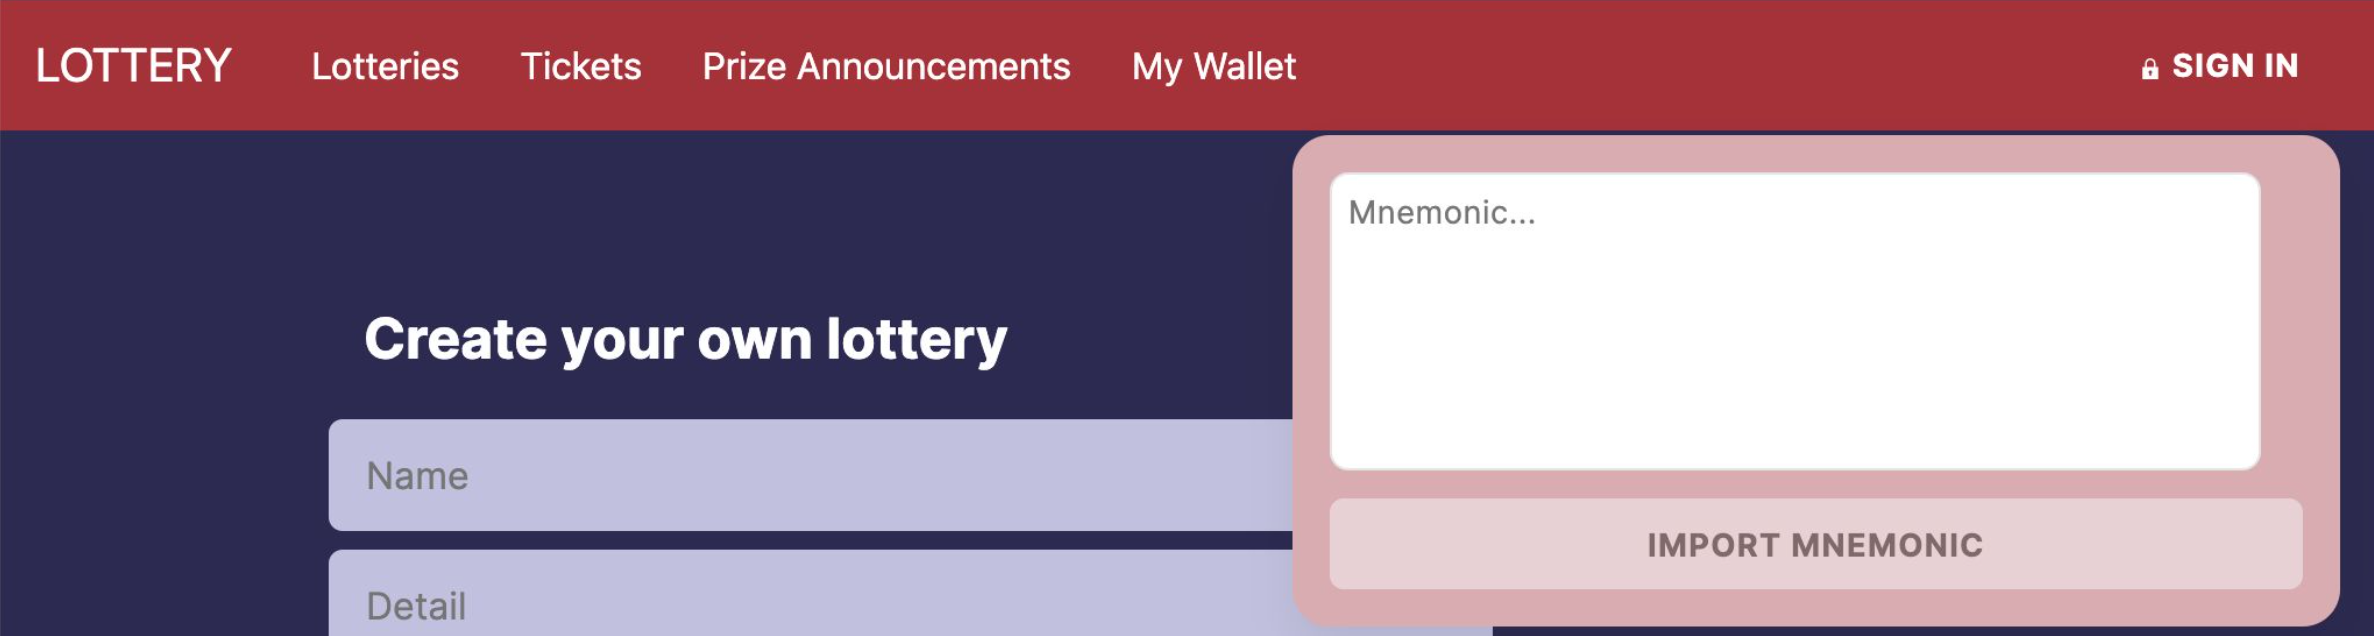 LOTTERY Lotteries Tickets Prize Announcements My Wallet SIGN IN
Mnemonic...
IMPORT MNEMONIC
Create your own lottery
Name
Detail